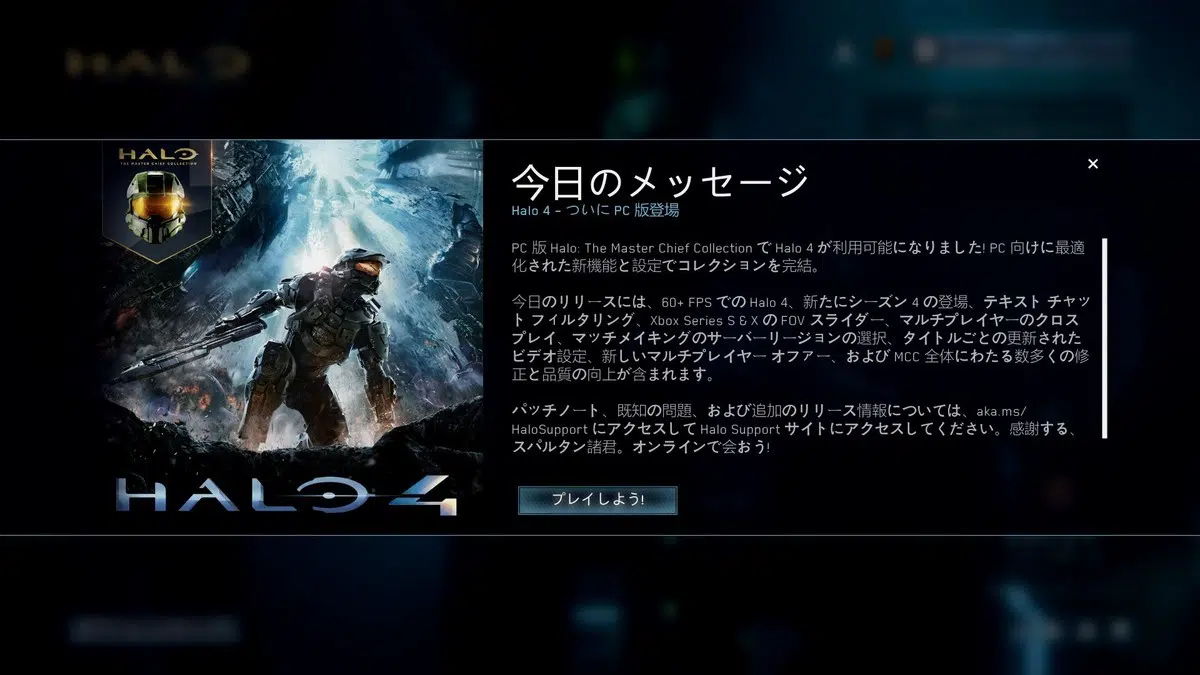 HALO
HALO
THE MASTER CHIEF COLLECTION
HALO 4
今日のメッセージ
Halo 4 – ついに PC 版登場
PC 版 Halo: The Master Chief Collection で Halo 4 が利用可能になりました! PC 向けに最適
化された新機能と設定でコレクションを完結。
今日のリリースには、60+ FPS での Halo 4、新たにシーズン 4 の登場、テキスト チャッ
ト フィルタリング、Xbox Series S & X の FOV スライダー、マルチプレイヤーのクロス
プレイ、マッチメイキングのサーバーリージョンの選択、タイトルごとの更新された
ビデオ設定、新しいマルチプレイヤー オファー、および MCC 全体にわたる数多くの修
正と品質の向上が含まれます。
パッチノート、既知の問題、および追加のリリース情報については、aka.ms/
HaloSupport にアクセスして Halo Support サイトにアクセスしてください。感謝する、
スパルタン諸君。オンラインで会おう!
プレイしよう!